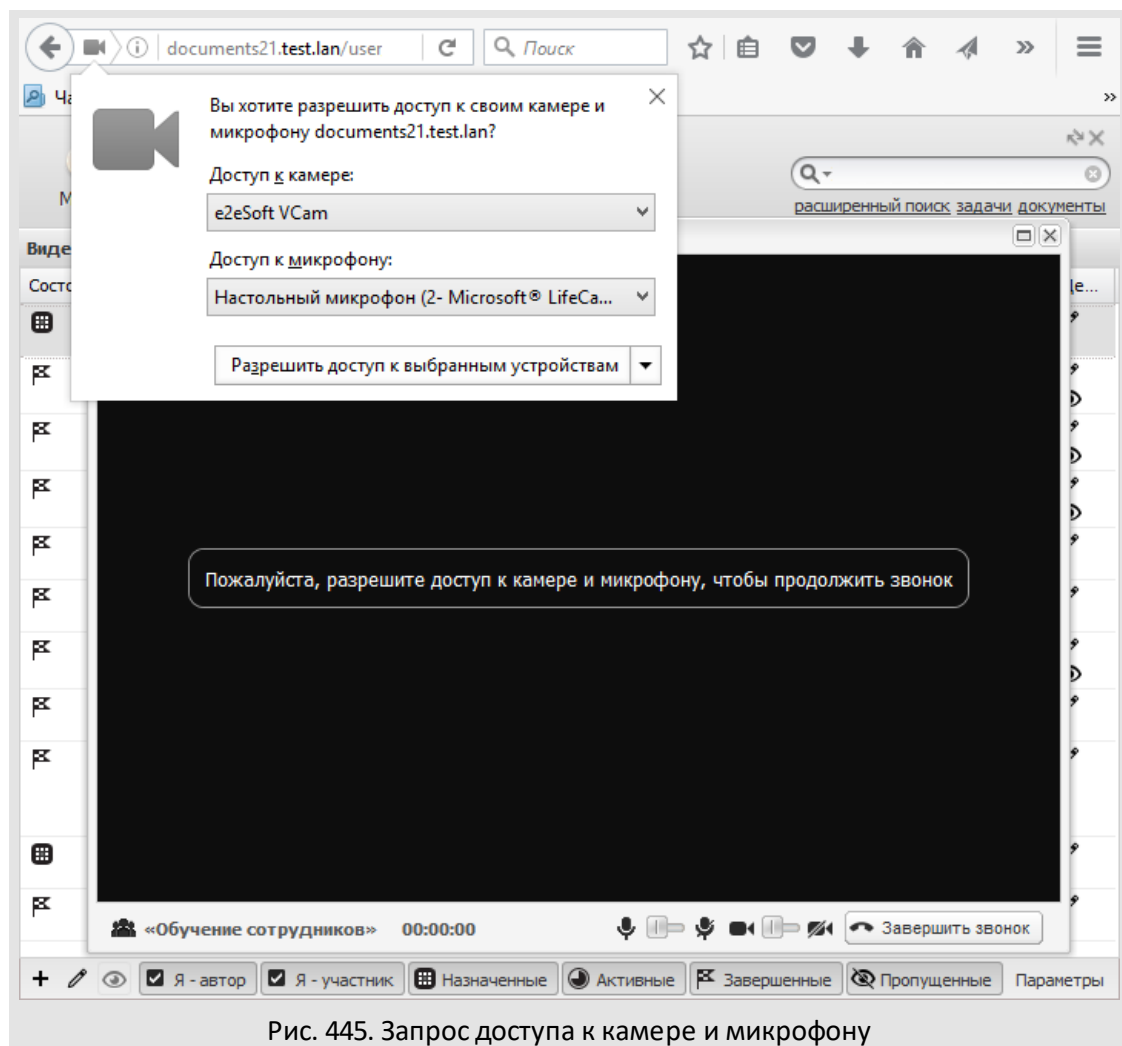 documents21.test.lan/user
Поиск
Вы хотите разрешить доступ к своим камере и
микрофону documents21.test.lan?
Доступ к камере:
e2eSoft VCam
Доступ к микрофону:
Настольный микрофон (2- Microsoft® LifeCa...
Разрешить доступ к выбранным устройствам
расширенный поиск задачи документы
Виде
Состо
Пожалуйста, разрешите доступ к камере и микрофону, чтобы продолжить звонок
«Обучение сотрудников» 00:00:00
Завершить звонок
Я - автор Я - участник Назначенные Активные Завершенные Пропущенные Параметры
Рис. 445. Запрос доступа к камере и микрофону